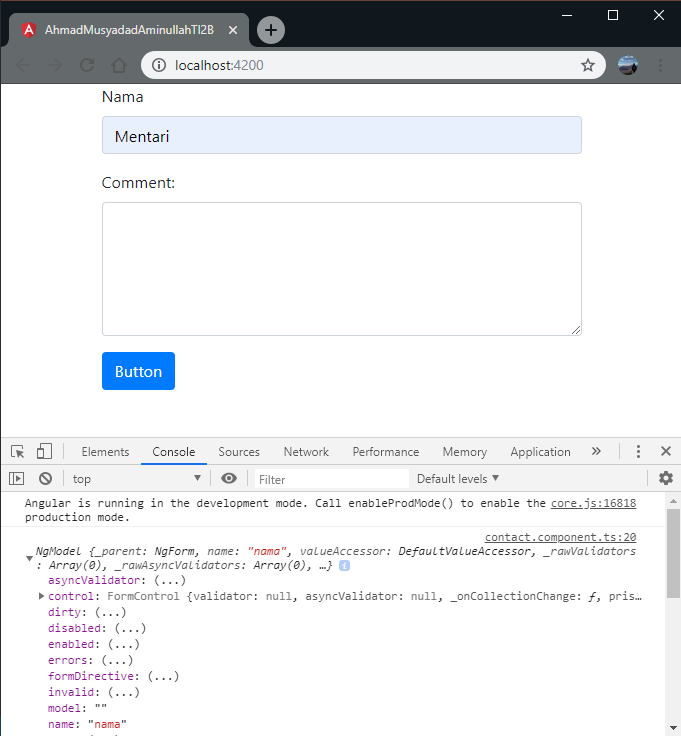 AhmadMusyadadAminullahTI2B
localhost:4200
Nama
Mentari
Comment:
Button
Elements Console Sources Network Performance Memory Application
top Filter Default levels
Angular is running in the development mode. Call enableProdMode() to enable the core.js:16818
production mode.
contact.component.ts:20
NgModel {_parent: NgForm, name: "nama", valueAccessor: DefaultValueAccessor, _rawValidators
: Array(0), _rawAsyncValidators: Array(0), …} i
asyncValidator: (...)
control: FormControl {validator: null, asyncValidator: null, _onCollectionChange: ƒ, pris…
dirty: (...)
disabled: (...)
enabled: (...)
errors: (...)
formDirective: (...)
invalid: (...)
model: ""
name: "nama"